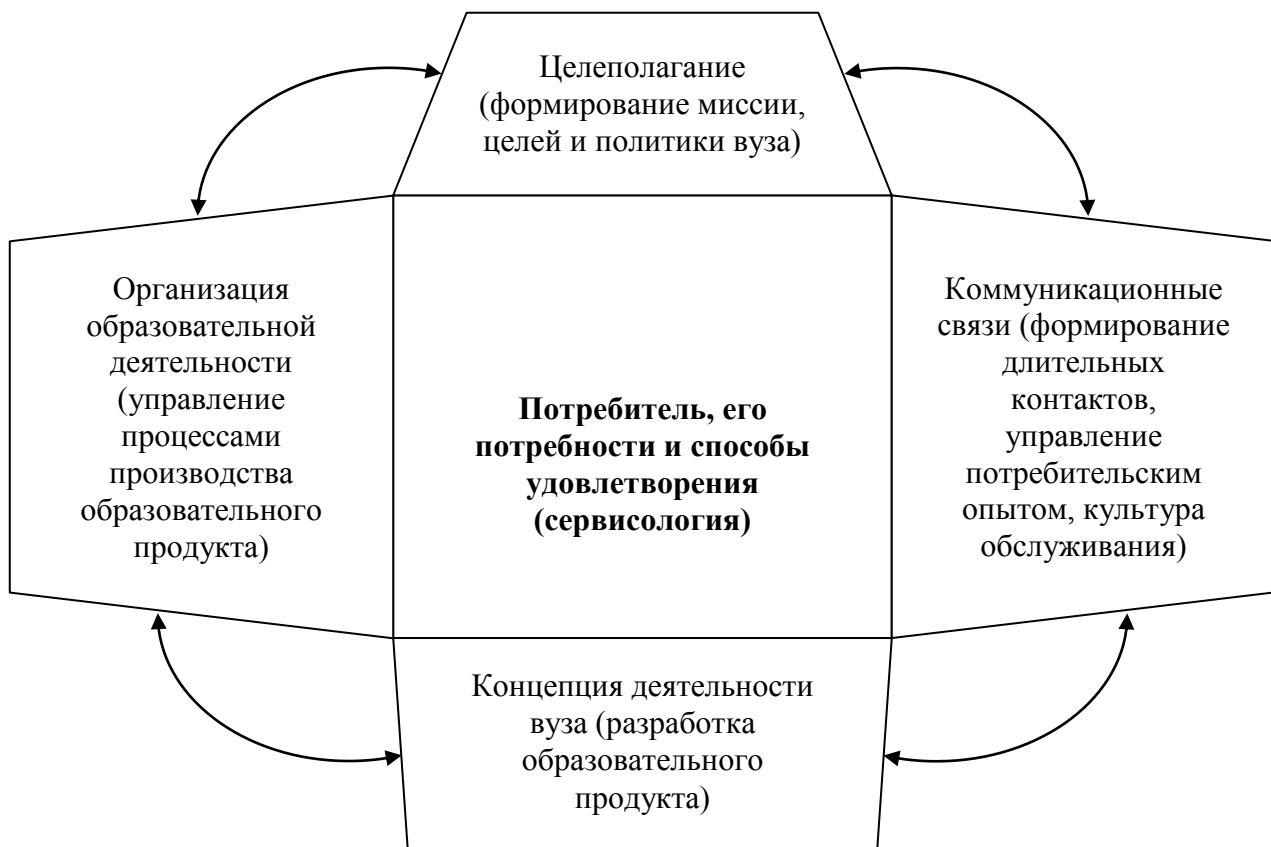 Целеполагание
(формирование миссии,
целей и политики вуза)
Организация
образовательной
деятельности
(управление
процессами
производства
образовательного
продукта)
Потребитель, его
потребности и способы
удовлетворения
(сервисология)
Коммуникационные
связи (формирование
длительных
контактов,
управление
потребительским
опытом, культура
обслуживания)
Концепция деятельности
вуза (разработка
образовательного
продукта)